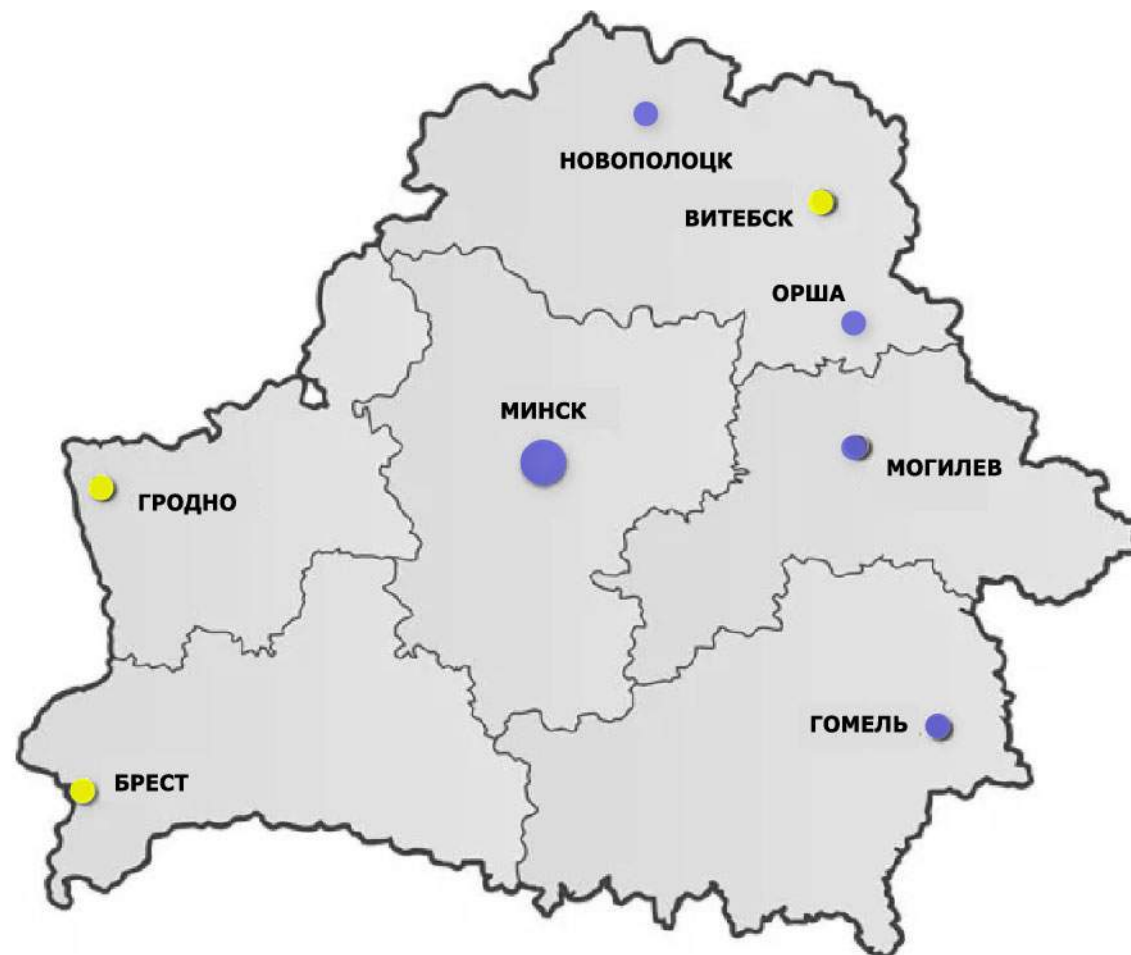 НОВОПОЛОЦК
ВИТЕБСК
ОРША
МИНСК
МОГИЛЕВ
ГРОДНО
ГОМЕЛЬ
БРЕСТ